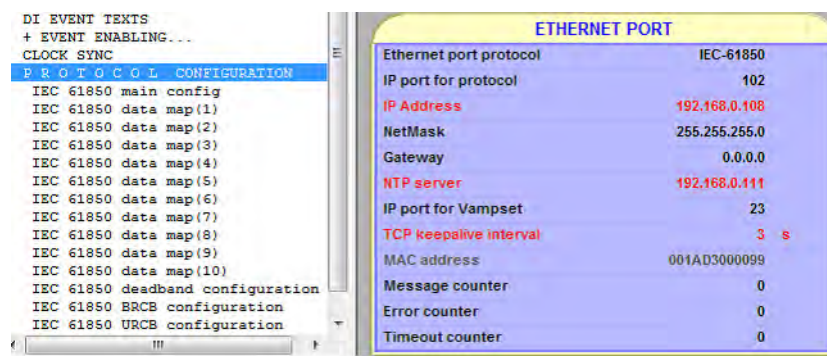 DI EVENT TEXTS
+ EVENT ENABLING...
CLOCK SYNC
P R O T O C O L  CONFIGURATION
IEC 61850 main config
IEC 61850 data map(1)
IEC 61850 data map(2)
IEC 61850 data map(3)
IEC 61850 data map(4)
IEC 61850 data map(5)
IEC 61850 data map(6)
IEC 61850 data map(7)
IEC 61850 data map(8)
IEC 61850 data map(9)
IEC 61850 data map(10)
IEC 61850 deadband configuration
IEC 61850 BRCB configuration
IEC 61850 URCB configuration
ETHERNET PORT
Ethernet port protocol IEC-61850
IP port for protocol 102
IP Address 192.168.0.108
NetMask 255.255.255.0
Gateway 0.0.0.0
NTP server 192.168.0.111
IP port for Vampset 23
TCP keepalive interval 3 s
MAC address 001AD3000099
Message counter 0
Error counter 0
Timeout counter 0